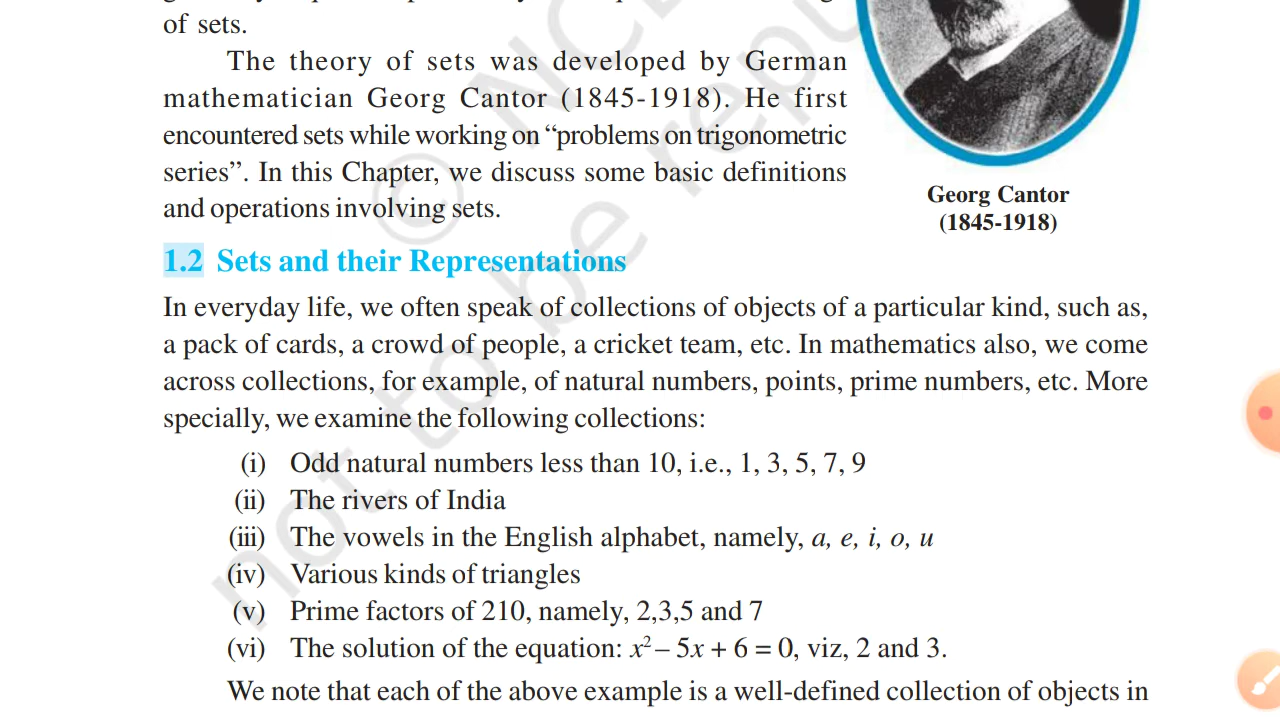 of sets.
The theory of sets was developed by German
mathematician Georg Cantor (1845-1918). He first
encountered sets while working on “problems on trigonometric
series”. In this Chapter, we discuss some basic definitions
and operations involving sets.
Georg Cantor
(1845-1918)
1.2 Sets and their Representations
In everyday life, we often speak of collections of objects of a particular kind, such as,
a pack of cards, a crowd of people, a cricket team, etc. In mathematics also, we come
across collections, for example, of natural numbers, points, prime numbers, etc. More
specially, we examine the following collections:
(i) Odd natural numbers less than 10, i.e., 1, 3, 5, 7, 9
(ii) The rivers of India
(iii) The vowels in the English alphabet, namely, a, e, i, o, u
(iv) Various kinds of triangles
(v) Prime factors of 210, namely, 2,3,5 and 7
(vi) The solution of the equation: x² – 5x + 6 = 0, viz, 2 and 3.
We note that each of the above example is a well-defined collection of objects in
not to be